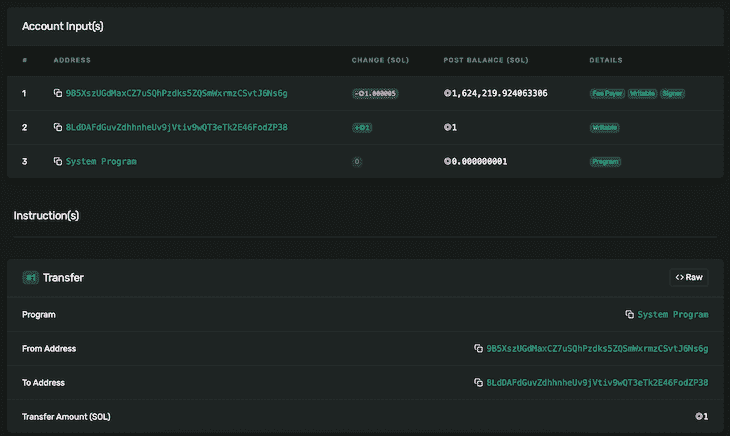 Account Input(s)
# ADDRESS CHANGE (SOL) POST BALANCE (SOL) DETAILS
1 9B5XszUGdMaxCZ7uSQhPzdks5ZQSmWxrmzCSvtJ6Ns6g -◎1.000005 ◎1,624,219.924063306 Fee Payer Writable Signer
2 8LdDAFdGuvZdhhnheUv9jVtiv9wQT3eTk2E46FodZP38 +◎1 ◎1 Writable
3 System Program 0 ◎0.000000001 Program
Instruction(s)
#1 Transfer <> Raw
Program System Program
From Address 9B5XszUGdMaxCZ7uSQhPzdks5ZQSmWxrmzCSvtJ6Ns6g
To Address 8LdDAFdGuvZdhhnheUv9jVtiv9wQT3eTk2E46FodZP38
Transfer Amount (SOL) ◎1